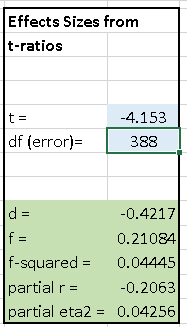 Effects Sizes from
t-ratios
t = -4.153
df (error)= 388
d = -0.4217
f = 0.21084
f-squared = 0.04445
partial r = -0.2063
partial eta2 = 0.04256